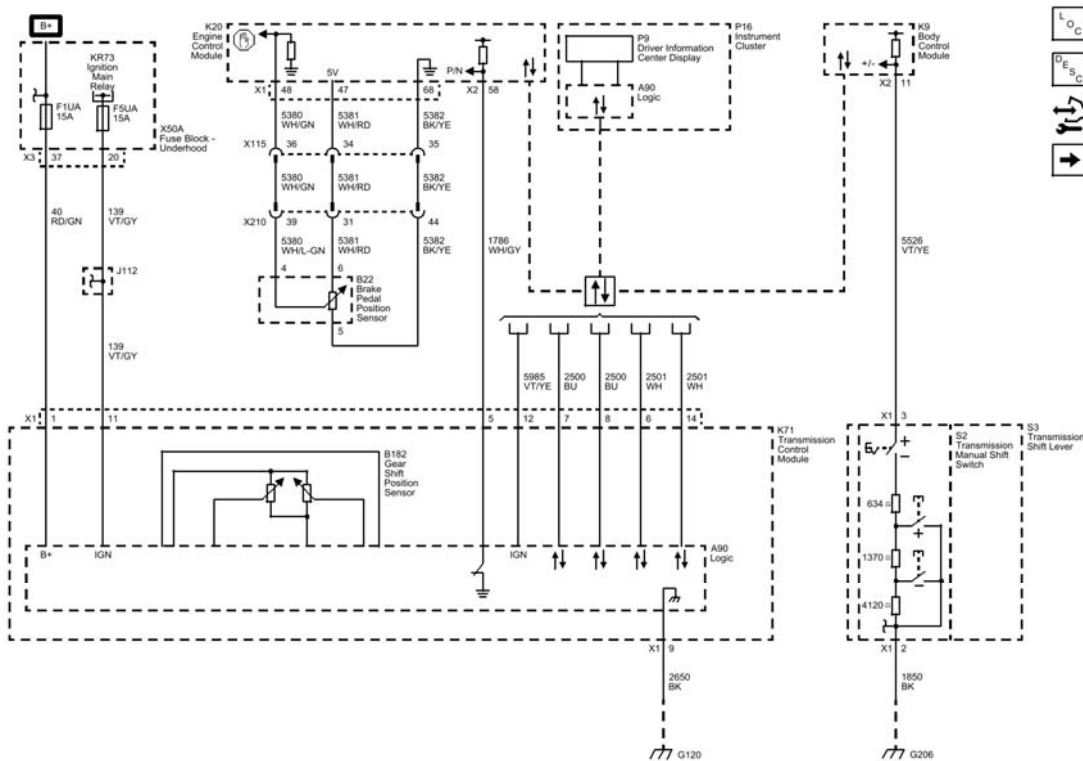 B+
KR73
Ignition
Main
Relay
F1UA
15A
F5UA
15A
X50A
Fuse Block -
Underhood
X3
37
20
40
RD/GN
139
VT/GY
J112
139
VT/GY
K20
Engine
Control
Module
5V
P/N
X1
48
47
68
X2
58
5380
WH/GN
5381
WH/RD
5382
BK/YE
X115
36
34
35
5380
WH/GN
5381
WH/RD
5382
BK/YE
X210
39
31
44
5380
WH/L-GN
5381
WH/RD
5382
BK/YE
1786
WH/GY
4
6
B22
Brake
Pedal
Position
Sensor
5
P16
Instrument
Cluster
P9
Driver Information
Center Display
A90
Logic
K9
Body
Control
Module
+/-
X2
11
LOC
DESC
5526
VT/YE
5985
VT/YE
2500
BU
2500
BU
2501
WH
2501
WH
X1
1
11
5
12
7
8
6
14
K71
Transmission
Control
Module
B182
Gear
Shift
Position
Sensor
B+
IGN
IGN
A90
Logic
X1
9
2650
BK
G120
X1
3
S2
Transmission
Manual Shift
Switch
S3
Transmission
Shift Lever
+
−
634
+
1370
−
4120
X1
2
1850
BK
G206